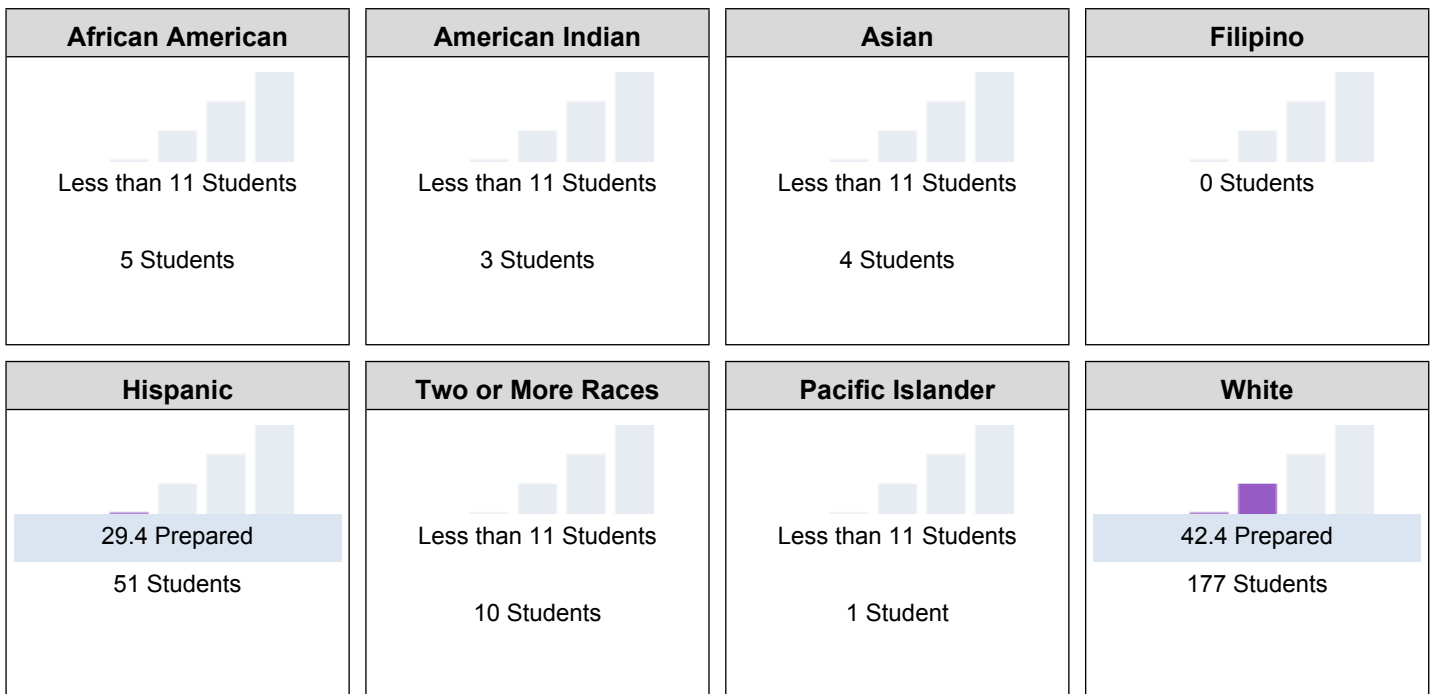 African American
Less than 11 Students
5 Students
American Indian
Less than 11 Students
3 Students
Asian
Less than 11 Students
4 Students
Filipino
0 Students
Hispanic
29.4 Prepared
51 Students
Two or More Races
Less than 11 Students
10 Students
Pacific Islander
Less than 11 Students
1 Student
White
42.4 Prepared
177 Students